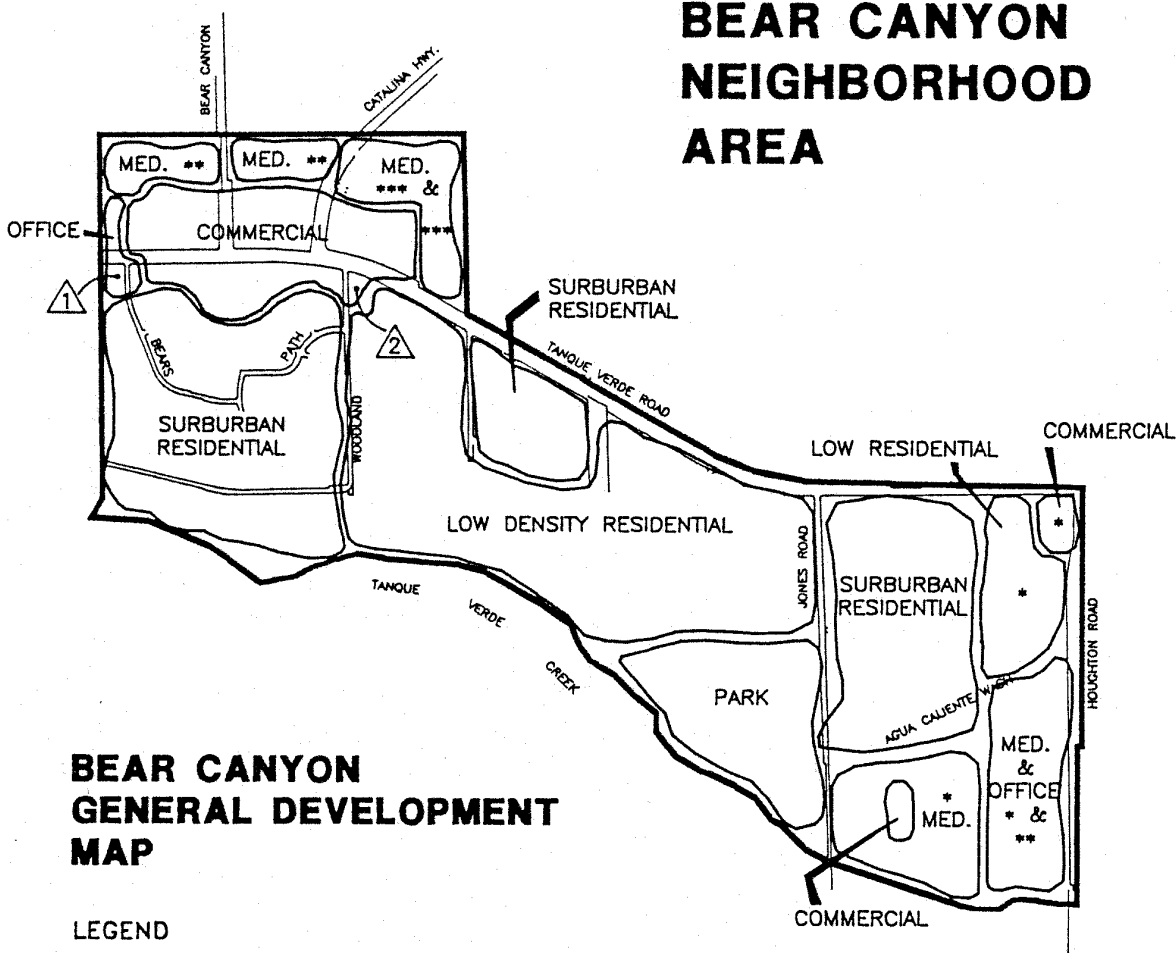 BEAR CANYON
NEIGHBORHOOD
AREA
BEAR CANYON
CATALINA HWY.
MED. **
MED. **
MED.
*** &
***
OFFICE
COMMERCIAL
1
2
SURBURBAN
RESIDENTIAL
TANQUE VERDE ROAD
BEARS
PATH
WOODLAND
SURBURBAN
RESIDENTIAL
LOW RESIDENTIAL
COMMERCIAL
*
*
LOW DENSITY RESIDENTIAL
JONES ROAD
SURBURBAN
RESIDENTIAL
HOUGHTON ROAD
TANQUE
VERDE
CREEK
PARK
AGUA CALIENTE WASH
MED.
&
OFFICE
* &
**
*
MED.
COMMERCIAL
BEAR CANYON
GENERAL DEVELOPMENT
MAP
LEGEND